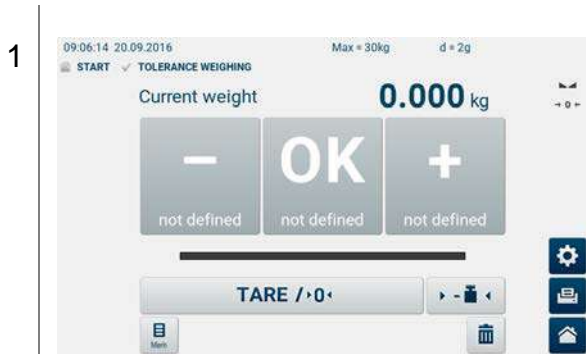 1
09:06:14 20.09.2016 Max = 30kg d = 2g
START TOLERANCE WEIGHING
Current weight 0.000 kg
→ 0 ←
− OK +
not defined not defined not defined
TARE / ›0‹
Mem